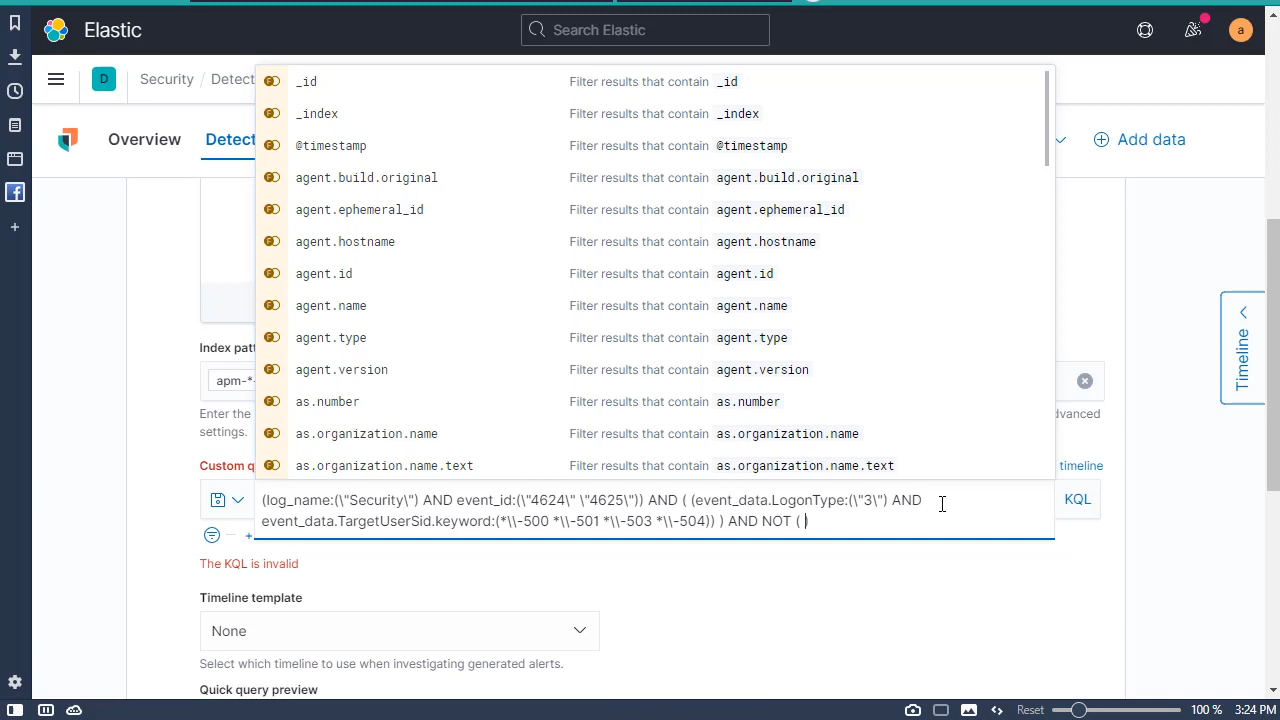 Elastic
Search Elastic
a
D
Security / Detect
Overview
Detect
Add data
_id Filter results that contain _id
_index Filter results that contain _index
@timestamp Filter results that contain @timestamp
agent.build.original Filter results that contain agent.build.original
agent.ephemeral_id Filter results that contain agent.ephemeral_id
agent.hostname Filter results that contain agent.hostname
agent.id Filter results that contain agent.id
agent.name Filter results that contain agent.name
agent.type Filter results that contain agent.type
agent.version Filter results that contain agent.version
as.number Filter results that contain as.number
as.organization.name Filter results that contain as.organization.name
as.organization.name.text Filter results that contain as.organization.name.text
Timeline
Index patt
apm-*-
Enter the
dvanced
settings.
Custom q
timeline
(log_name:(\"Security\") AND event_id:(\"4624\" \"4625\")) AND ( (event_data.LogonType:(\"3\") AND
event_data.TargetUserSid.keyword:(*\\-500 *\\-501 *\\-503 *\\-504)) ) AND NOT ( )
KQL
+
The KQL is invalid
Timeline template
None
Select which timeline to use when investigating generated alerts.
Quick query preview
Reset
100 %
3:24 PM